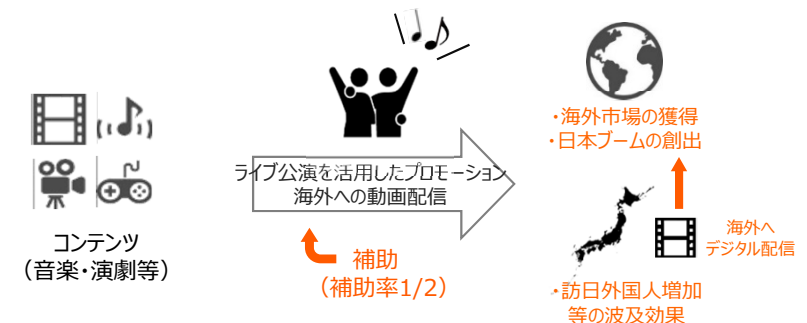 コンテンツ
（音楽・演劇等）
ライブ公演を活用したプロモーション
海外への動画配信
補助
（補助率1/2）
・海外市場の獲得
・日本ブームの創出
海外へ
デジタル配信
・訪日外国人増加
等の波及効果